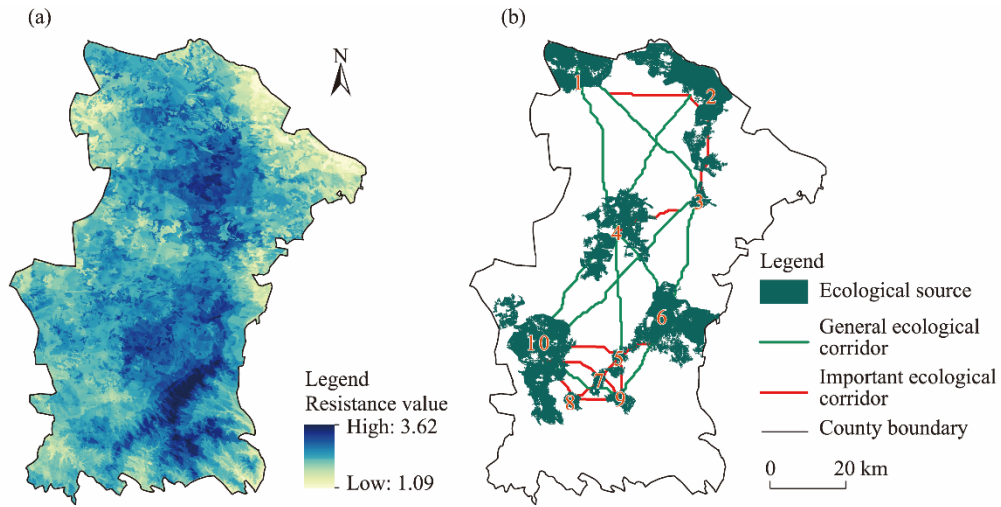 (a)
N
Legend
Resistance value
High: 3.62
Low: 1.09
(b)
1
2
3
4
6
10
5
7
8
9
Legend
Ecological source
General ecological
corridor
Important ecological
corridor
County boundary
0 20 km